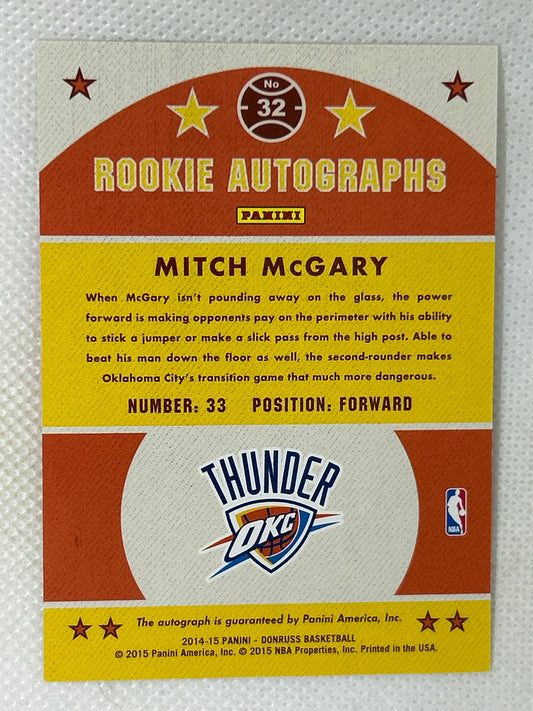 No
32
ROOKIE AUTOGRAPHS
PANINI
MITCH McGARY
When McGary isn't pounding away on the glass, the power
forward is making opponents pay on the perimeter with his ability
to stick a jumper or make a slick pass from the high post. Able to
beat his man down the floor as well, the second-rounder makes
Oklahoma City's transition game that much more dangerous.
NUMBER: 33 POSITION: FORWARD
THUNDER
OKC
NBA
The autograph is guaranteed by Panini America, Inc.
2014-15 PANINI - DONRUSS BASKETBALL
© 2015 Panini America, Inc. © 2015 NBA Properties, Inc. Printed in the USA.